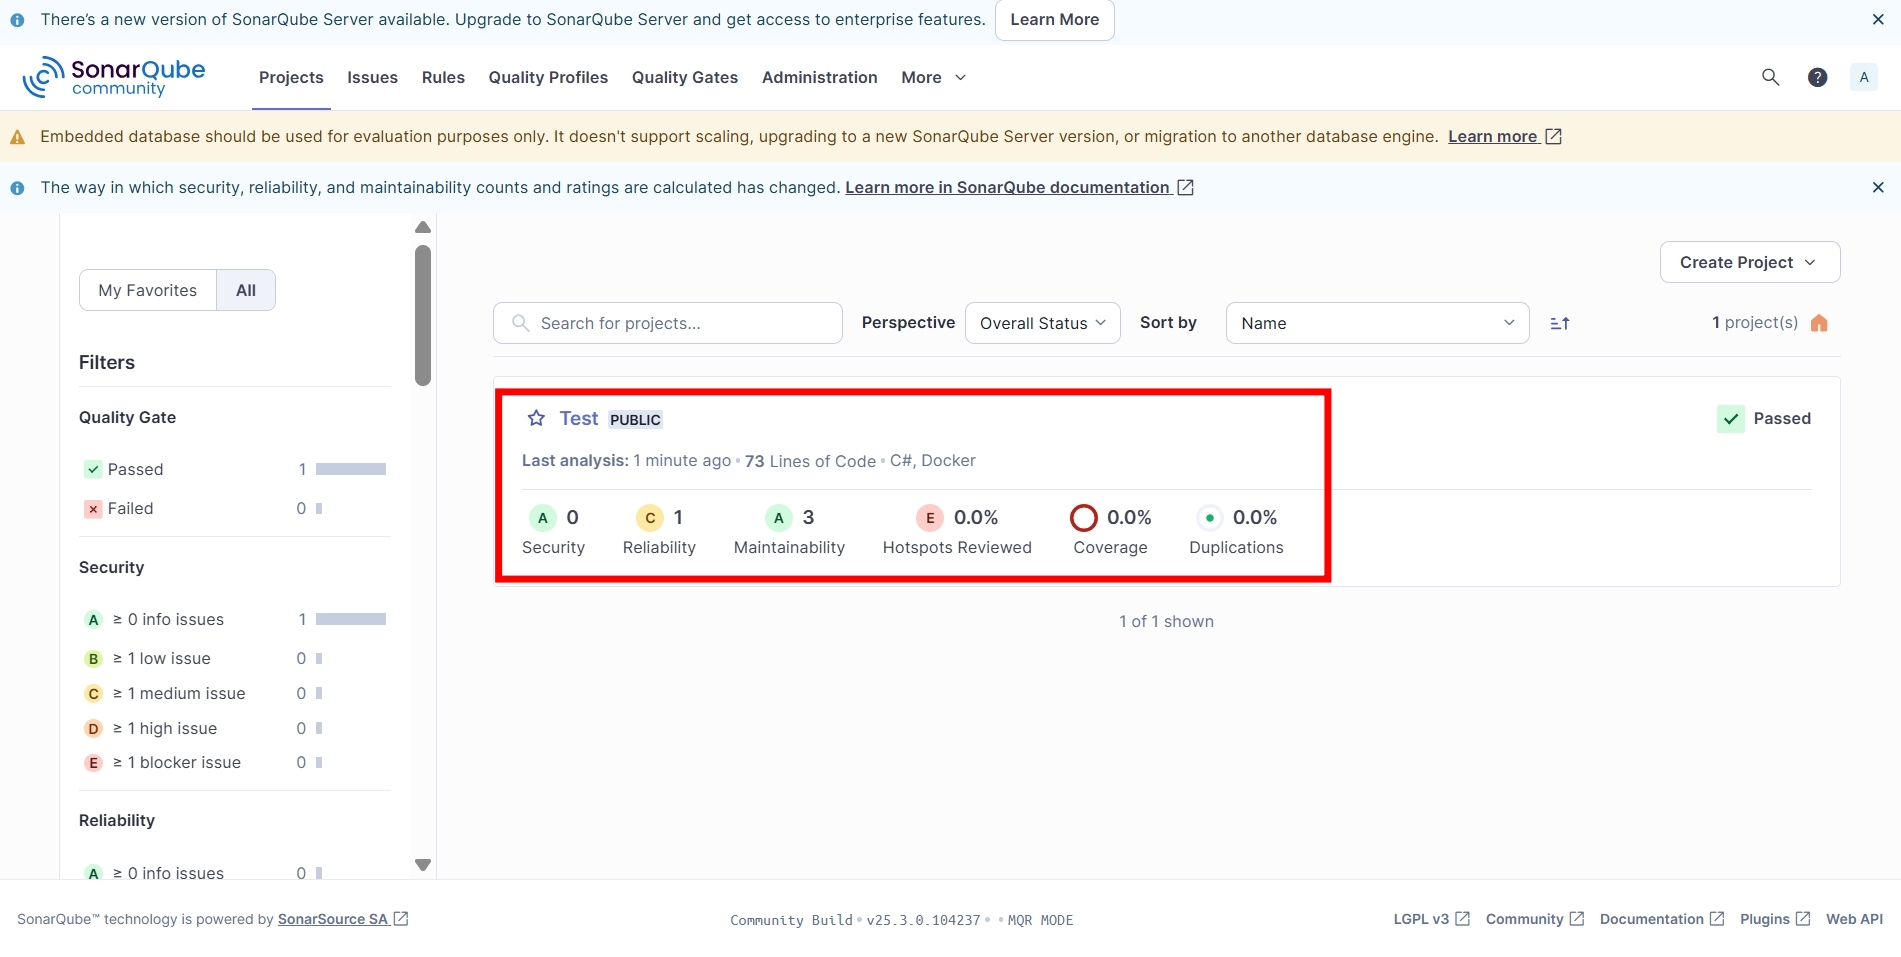 There's a new version of SonarQube Server available. Upgrade to SonarQube Server and get access to enterprise features. Learn More
SonarQube community Projects Issues Rules Quality Profiles Quality Gates Administration More ? A
Embedded database should be used for evaluation purposes only. It doesn't support scaling, upgrading to a new SonarQube Server version, or migration to another database engine. Learn more
The way in which security, reliability, and maintainability counts and ratings are calculated has changed. Learn more in SonarQube documentation
My Favorites All
Filters
Quality Gate
Passed 1
Failed 0
Security
A ≥ 0 info issues 1
B ≥ 1 low issue 0
C ≥ 1 medium issue 0
D ≥ 1 high issue 0
E ≥ 1 blocker issue 0
Reliability
A ≥ 0 info issues 0
Create Project
Search for projects... Perspective Overall Status Sort by Name 1 project(s)
Test PUBLIC Passed
Last analysis: 1 minute ago • 73 Lines of Code • C#, Docker
A 0 C 1 A 3 E 0.0% 0.0% 0.0%
Security Reliability Maintainability Hotspots Reviewed Coverage Duplications
1 of 1 shown
SonarQube™ technology is powered by SonarSource SA Community Build • v25.3.0.104237 • • MQR MODE LGPL v3 Community Documentation Plugins Web API